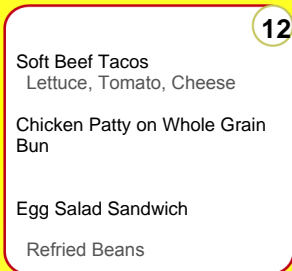 12
Soft Beef Tacos
Lettuce, Tomato, Cheese
Chicken Patty on Whole Grain
Bun
Egg Salad Sandwich
Refried Beans